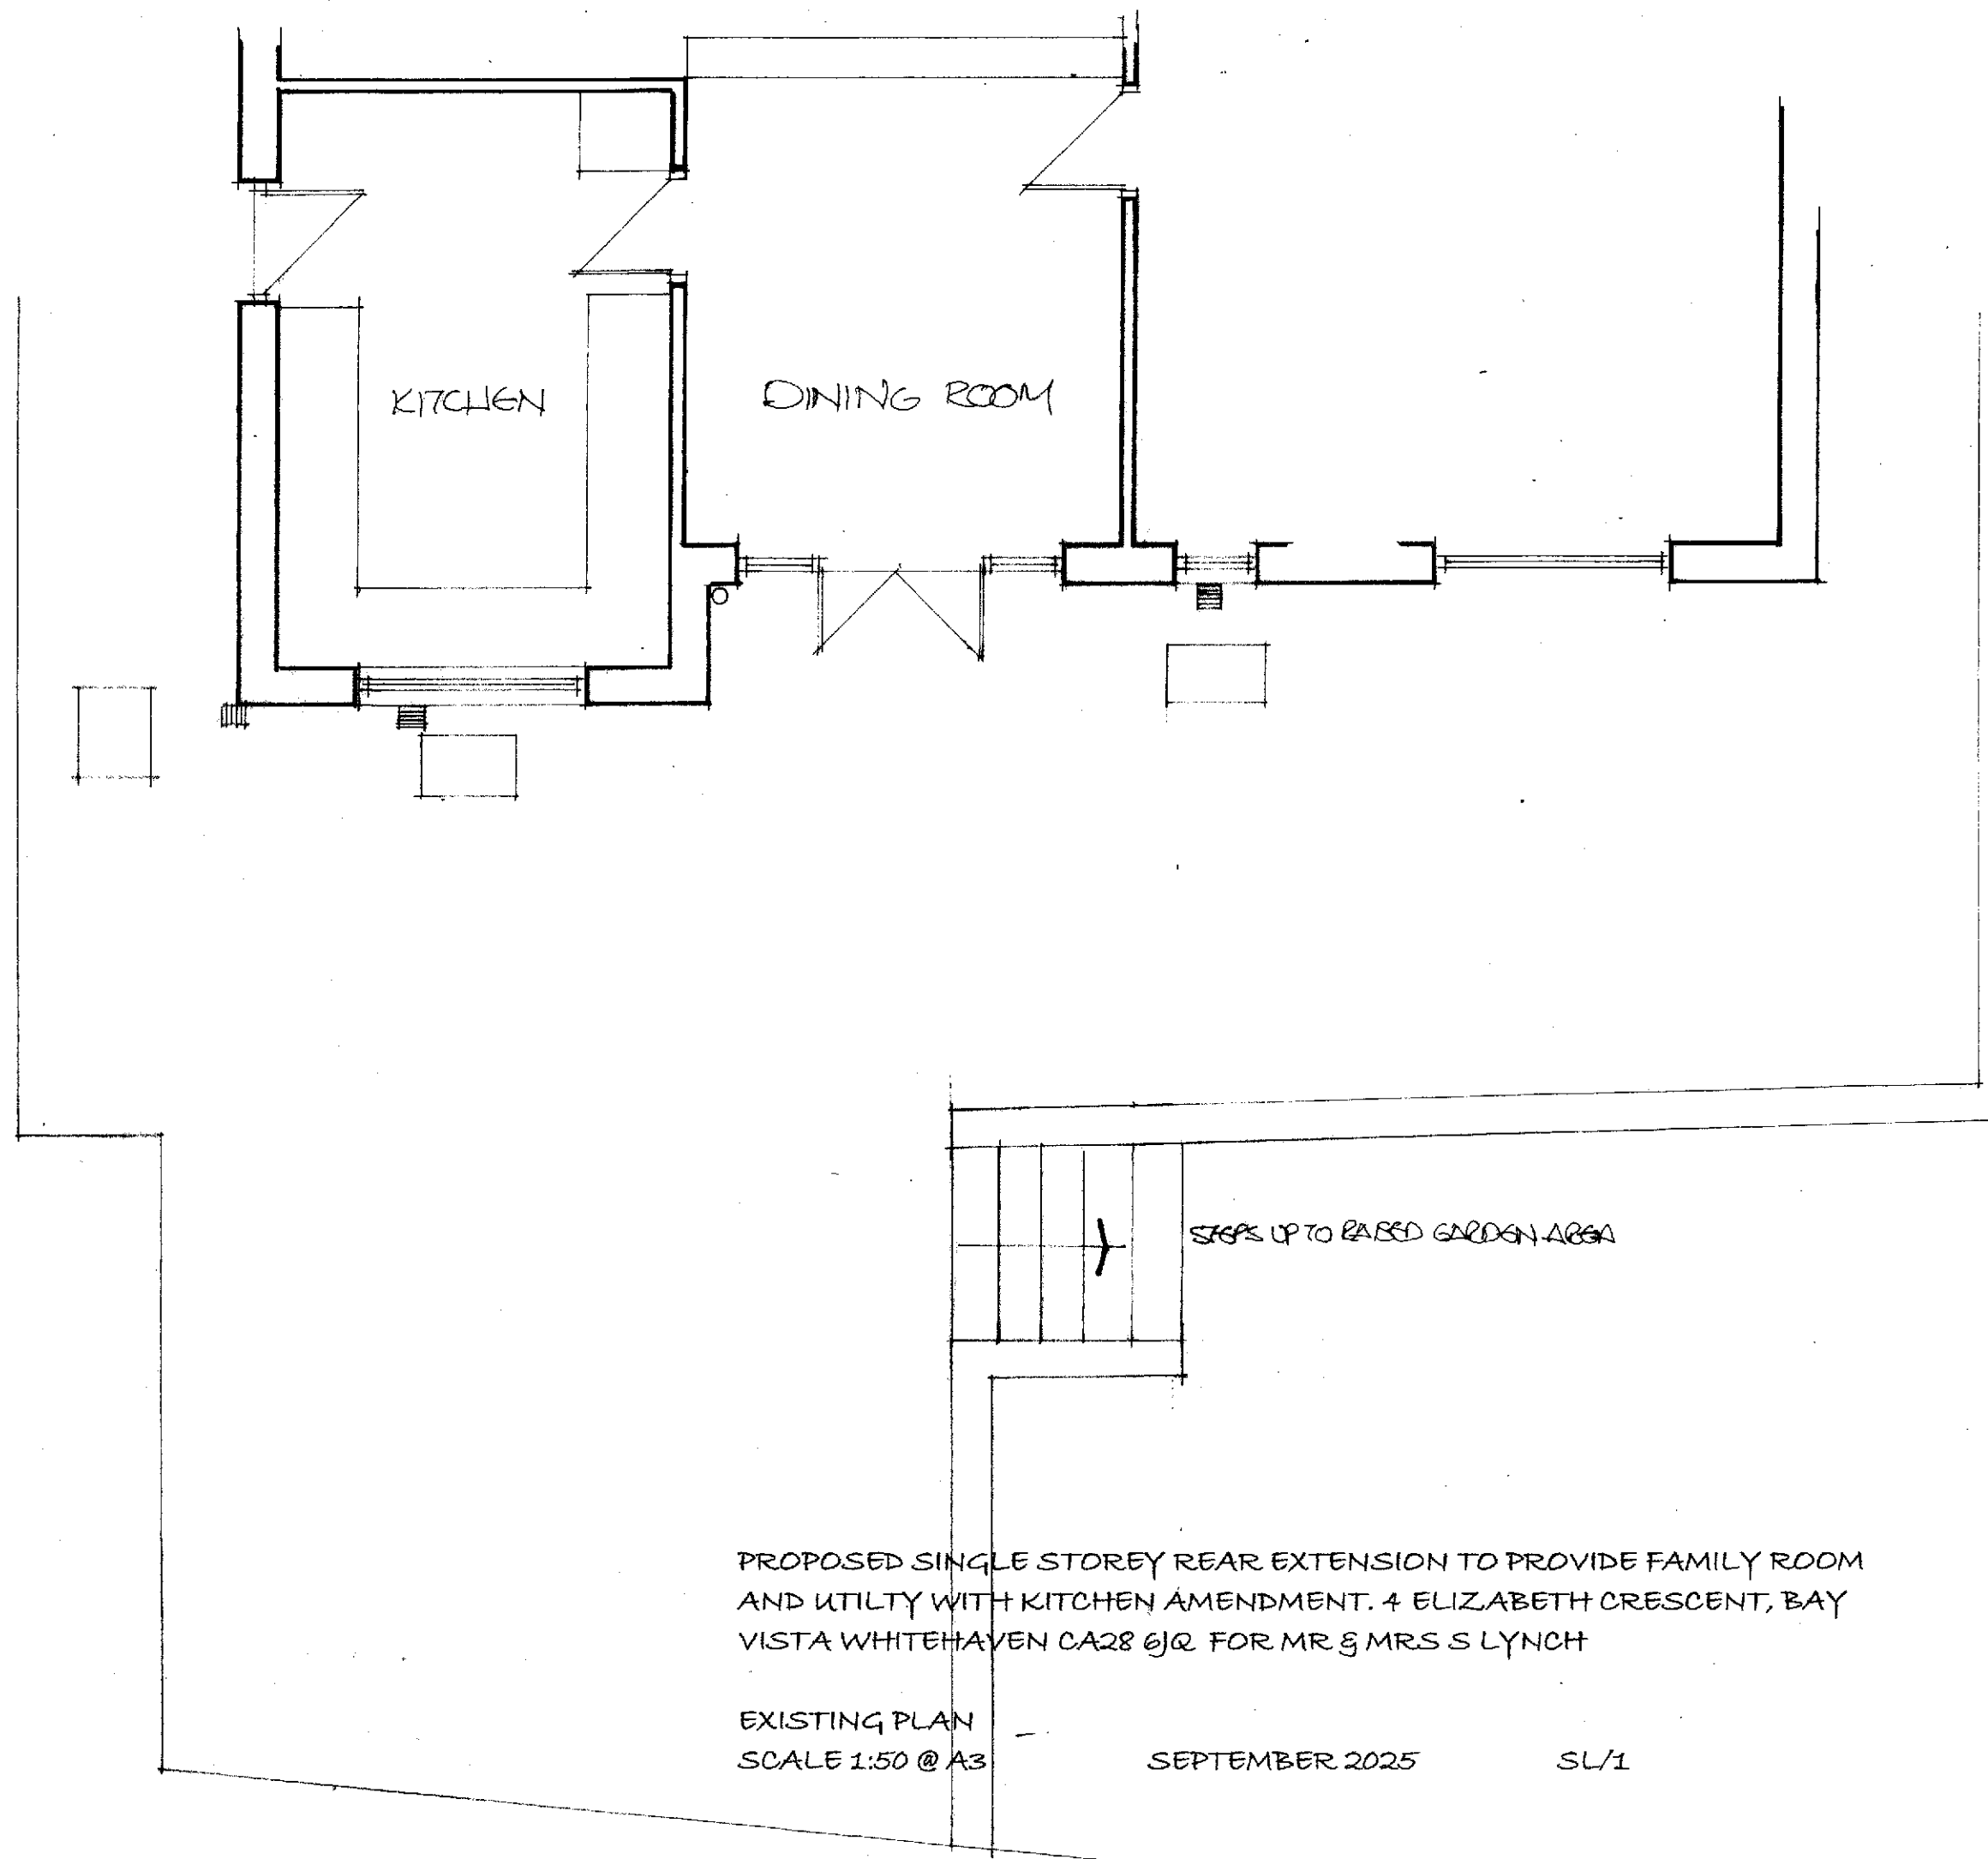 KITCHEN
DINING ROOM
STEPS UP TO RAISED GARDEN AREA
PROPOSED SINGLE STOREY REAR EXTENSION TO PROVIDE FAMILY ROOM
AND UTILTY WITH KITCHEN AMENDMENT. 4 ELIZABETH CRESCENT, BAY
VISTA WHITEHAVEN CA28 6JQ FOR MR & MRS S LYNCH
EXISTING PLAN
SCALE 1:50 @ A3 SEPTEMBER 2025 SL/1